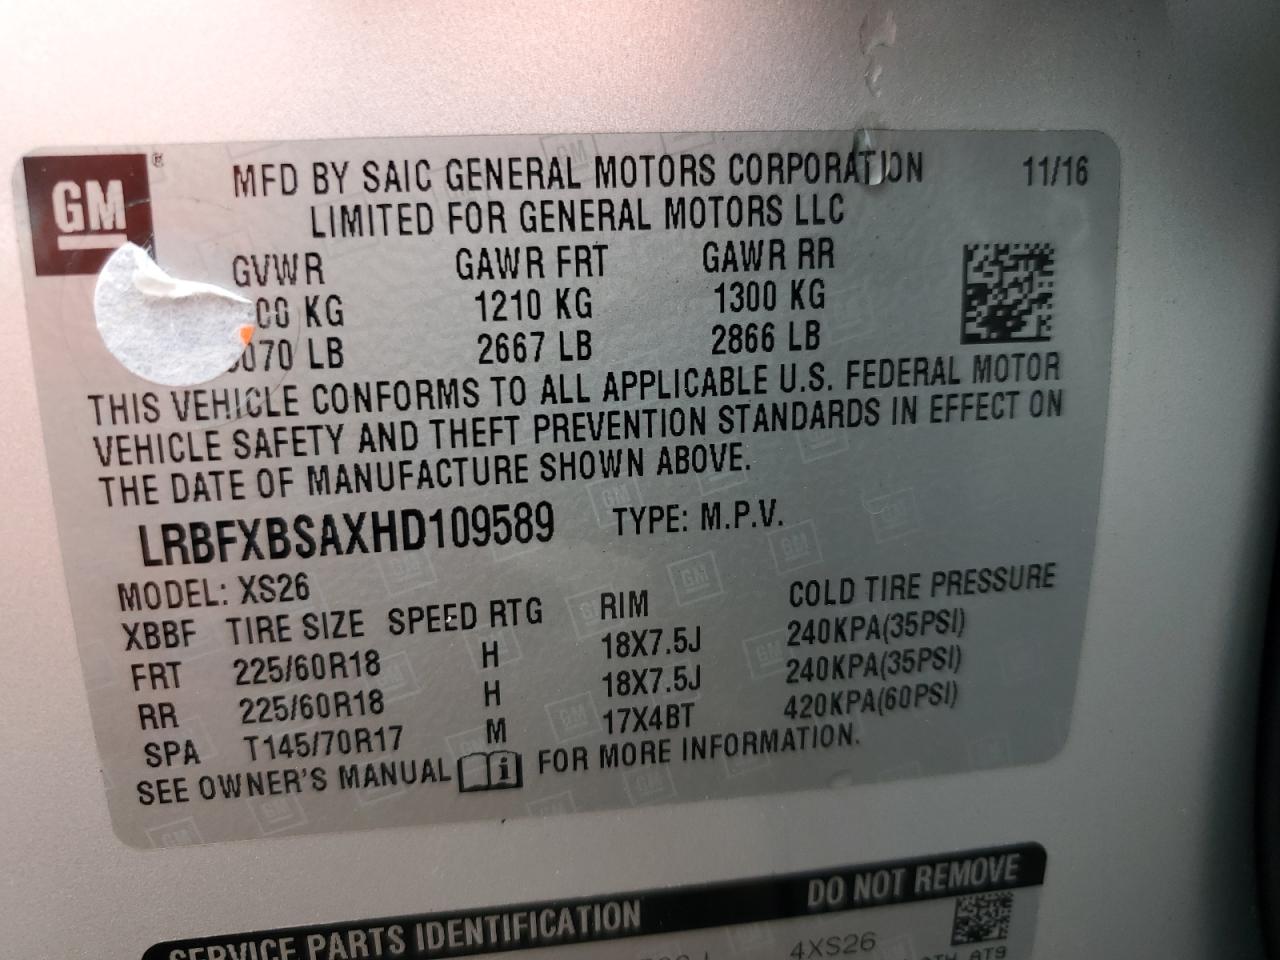 GM ®
MFD BY SAIC GENERAL MOTORS CORPORATION 11/16
LIMITED FOR GENERAL MOTORS LLC
GVWR GAWR FRT GAWR RR
KG 1210 KG 1300 KG
LB 2667 LB 2866 LB
THIS VEHICLE CONFORMS TO ALL APPLICABLE U.S. FEDERAL MOTOR
VEHICLE SAFETY AND THEFT PREVENTION STANDARDS IN EFFECT ON
THE DATE OF MANUFACTURE SHOWN ABOVE.
LRBFXBSAXHD109589 TYPE: M.P.V.
MODEL: XS26
XBBF TIRE SIZE SPEED RTG RIM COLD TIRE PRESSURE
FRT 225/60R18 H 18X7.5J 240KPA(35PSI)
RR 225/60R18 H 18X7.5J 240KPA(35PSI)
SPA T145/70R17 M 17X4BT 420KPA(60PSI)
SEE OWNER'S MANUAL i FOR MORE INFORMATION.
SERVICE PARTS IDENTIFICATION DO NOT REMOVE
4XS26